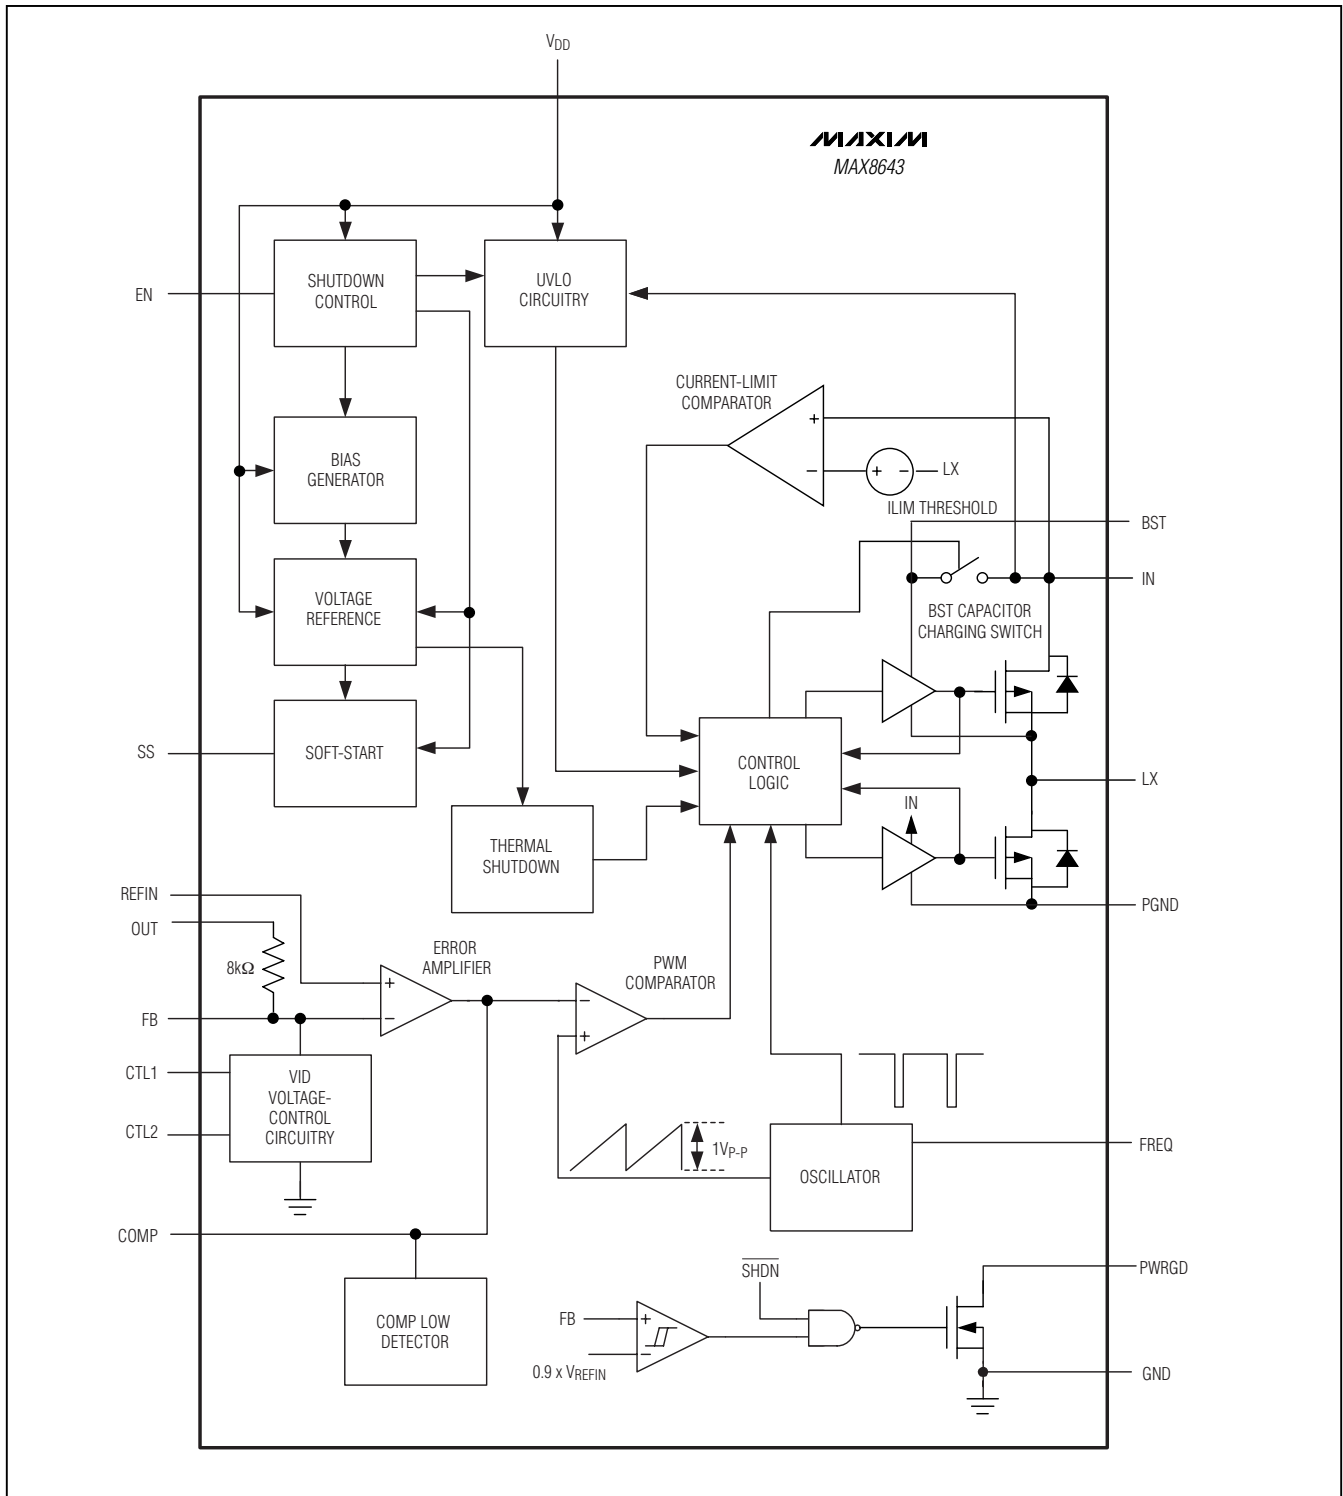 VDD
MAXIM
MAX8643
SHUTDOWN
CONTROL
UVLO
CIRCUITRY
EN
CURRENT-LIMIT
COMPARATOR
+
−
+ −
LX
ILIM THRESHOLD
BIAS
GENERATOR
BST
IN
VOLTAGE
REFERENCE
BST CAPACITOR
CHARGING SWITCH
SS
SOFT-START
CONTROL
LOGIC
LX
IN
THERMAL
SHUTDOWN
REFIN
OUT
PGND
8kΩ
ERROR
AMPLIFIER
+
−
PWM
COMPARATOR
−
+
FB
CTL1
CTL2
VID
VOLTAGE-
CONTROL
CIRCUITRY
1VP-P
OSCILLATOR
FREQ
COMP
COMP LOW
DETECTOR
SHDN
FB
+
−
0.9 x VREFIN
PWRGD
GND